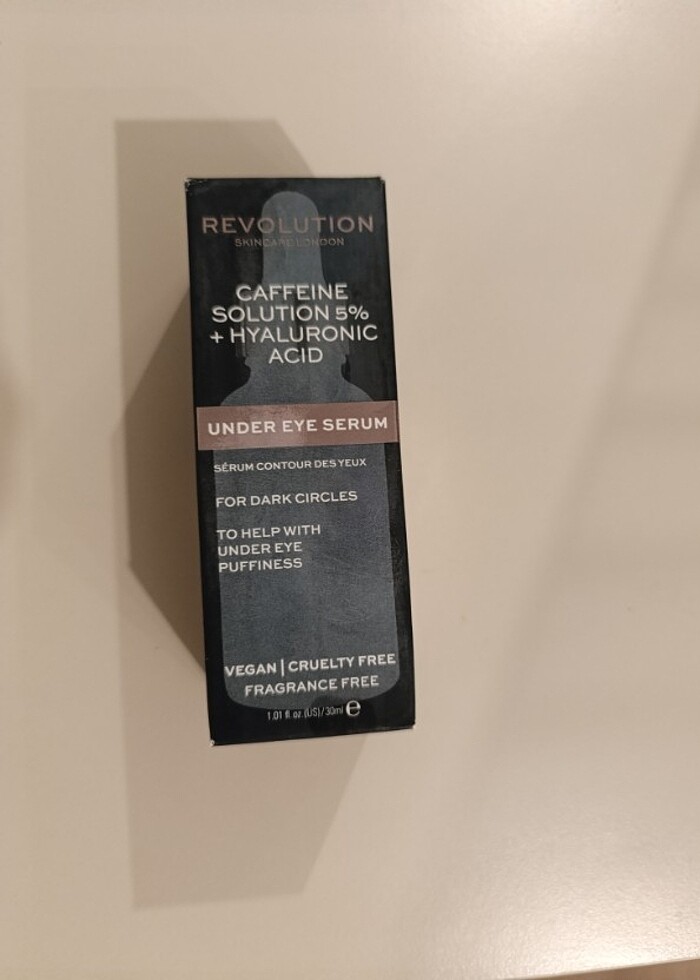 REVOLUTION
SKINCARE LONDON
CAFFEINE
SOLUTION 5%
+ HYALURONIC
ACID
UNDER EYE SERUM
SÉRUM CONTOUR DES YEUX
FOR DARK CIRCLES
TO HELP WITH
UNDER EYE
PUFFINESS
VEGAN | CRUELTY FREE
FRAGRANCE FREE
1.01 fl. oz. (US) / 30ml ℮